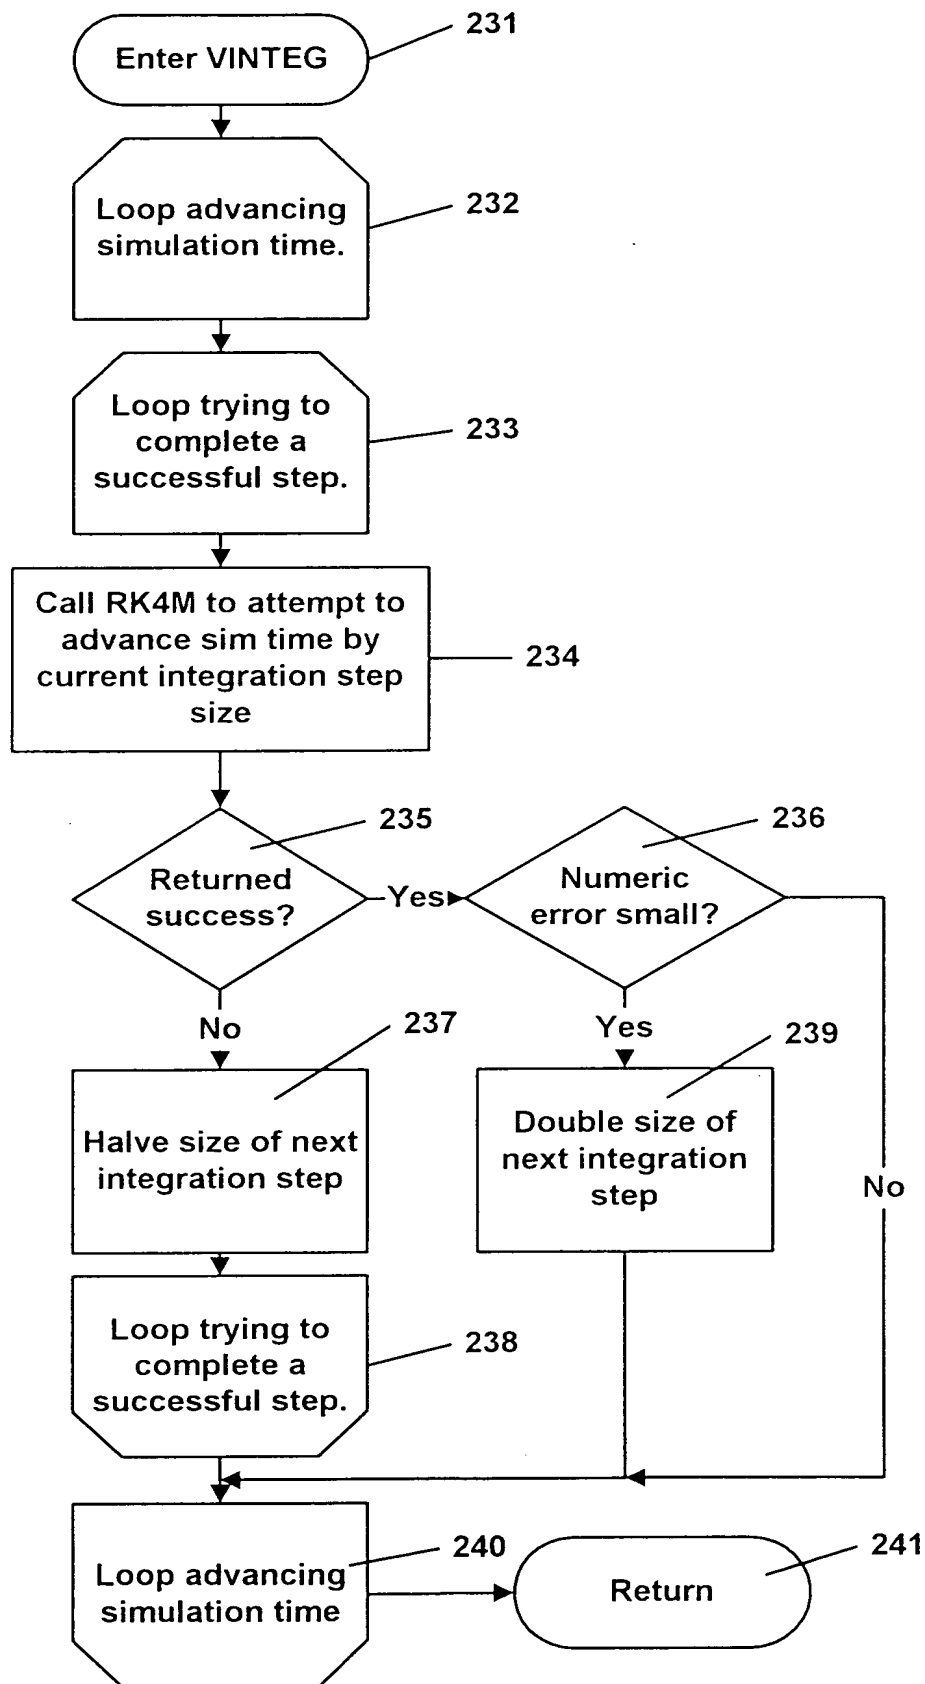 231
Enter VINTEG
232
Loop advancing
simulation time.
233
Loop trying to
complete a
successful step.
Call RK4M to attempt to
advance sim time by
current integration step
size
234
235
236
Returned
success?
Yes
Numeric
error small?
No
237
Yes
239
Halve size of next
integration step
Double size of
next integration
step
No
Loop trying to
complete a
successful step.
238
240
Loop advancing
simulation time
241
Return